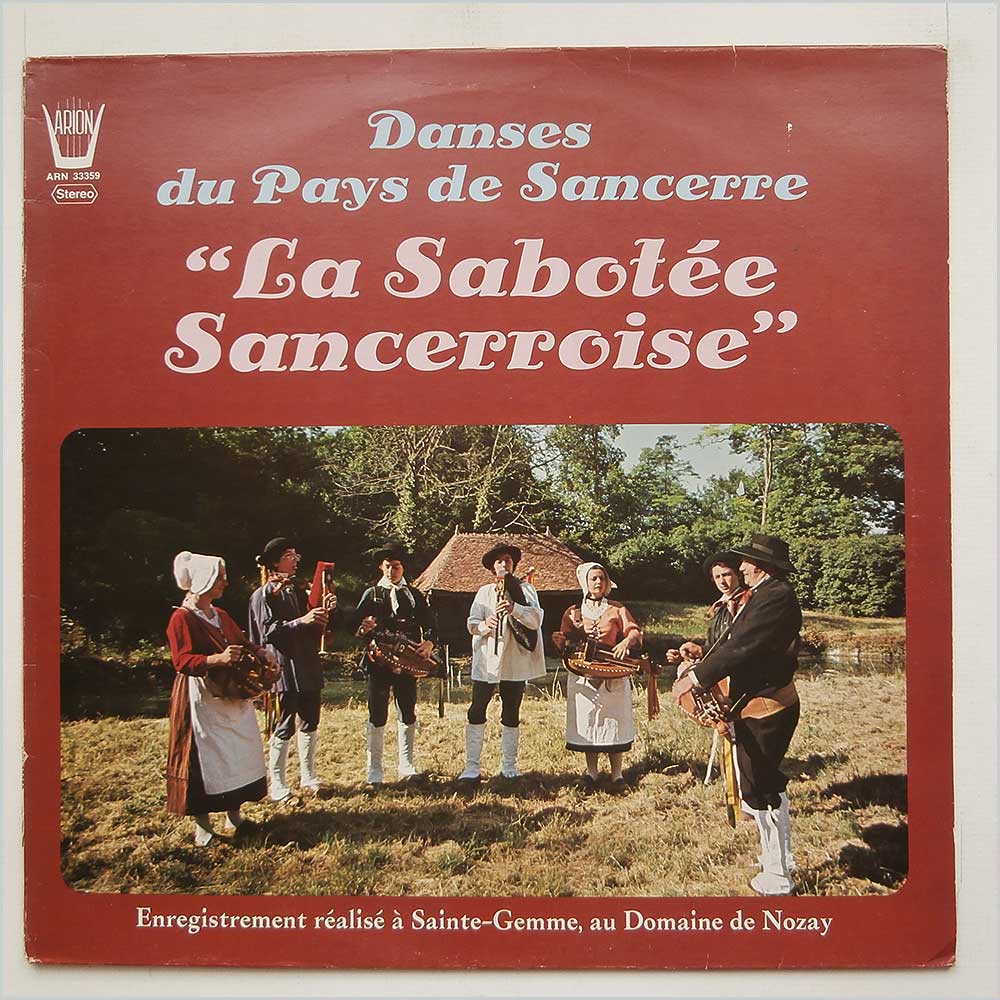 ARION
ARN 33359
Stereo
Danses
du Pays de Sancerre
“La Sabotée
Sancerroise”
Enregistrement réalisé à Sainte-Gemme, au Domaine de Nozay